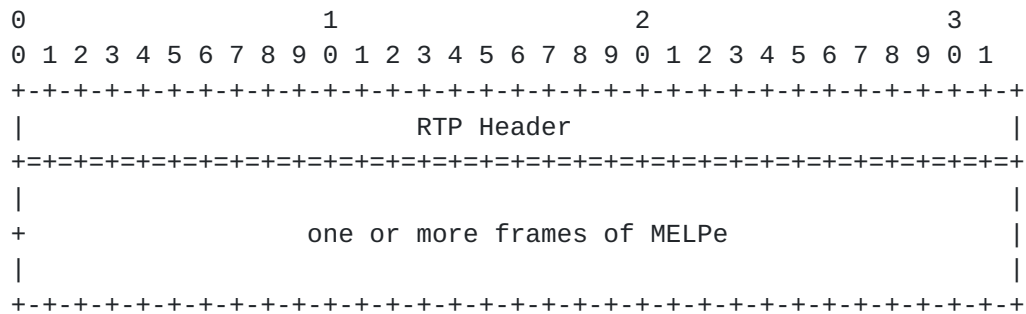 0                   1                   2                   3
0 1 2 3 4 5 6 7 8 9 0 1 2 3 4 5 6 7 8 9 0 1 2 3 4 5 6 7 8 9 0 1
+-+-+-+-+-+-+-+-+-+-+-+-+-+-+-+-+-+-+-+-+-+-+-+-+-+-+-+-+-+-+-+-+
|                         RTP Header                            |
+=+=+=+=+=+=+=+=+=+=+=+=+=+=+=+=+=+=+=+=+=+=+=+=+=+=+=+=+=+=+=+=+
|                                                               |
+                  one or more frames of MELPe                  |
|                                                               |
+-+-+-+-+-+-+-+-+-+-+-+-+-+-+-+-+-+-+-+-+-+-+-+-+-+-+-+-+-+-+-+-+